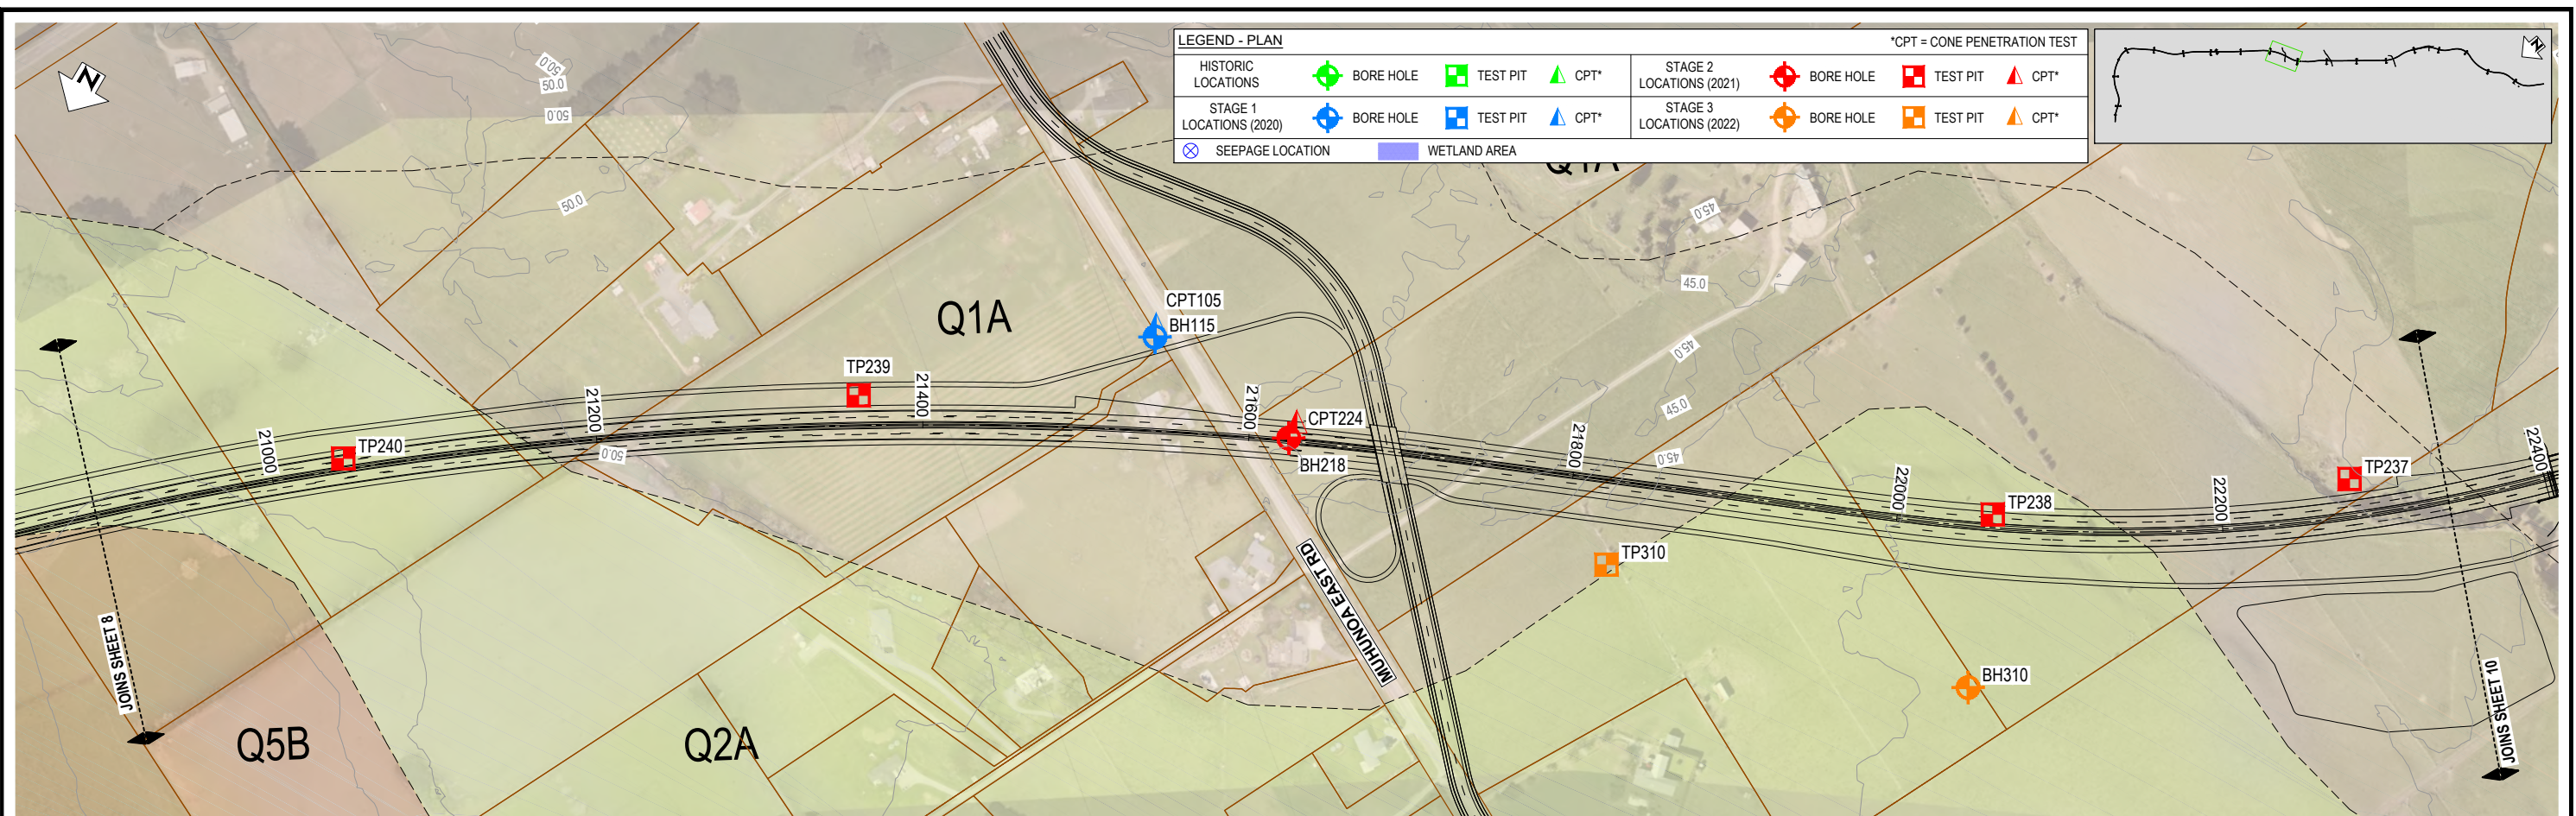 LEGEND - PLAN
*CPT = CONE PENETRATION TEST
HISTORIC
LOCATIONS
BORE HOLE
TEST PIT
CPT*
STAGE 2
LOCATIONS (2021)
BORE HOLE
TEST PIT
CPT*
STAGE 1
LOCATIONS (2020)
BORE HOLE
TEST PIT
CPT*
STAGE 3
LOCATIONS (2022)
BORE HOLE
TEST PIT
CPT*
SEEPAGE LOCATION
WETLAND AREA
N
N
50.0
50.0
50.0
50.0
Q1A
45.0
45.0
CPT105
BH115
Q1A
45.0
TP239
21400
21200
21600
45.0
CPT224
21000
TP240
50.0
BH218
21800
45.0
22000
TP238
22200
TP237
22400
TP310
MUHUNOA EAST RD
BH310
JOINS SHEET 8
JOINS SHEET 10
Q5B
Q2A